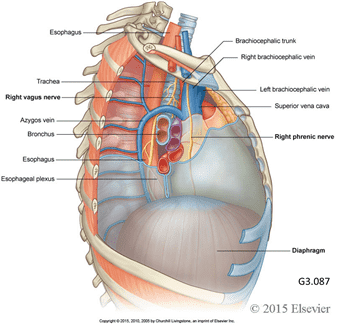 Esophagus
Brachiocephalic trunk
Right brachiocephalic vein
Trachea
Left brachiocephalic vein
Right vagus nerve
Superior vena cava
Azygos vein
Bronchus
Right phrenic nerve
Esophagus
Esophageal plexus
Diaphragm
G3.087
© 2015 Elsevier
Copyright © 2015, 2010, 2005 by Churchill Livingstone, an imprint of Elsevier Inc.